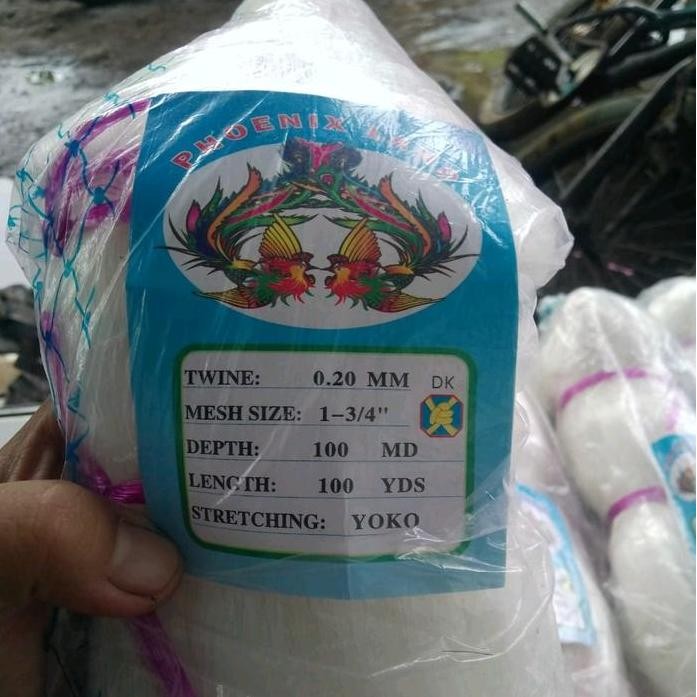 PHOENIX
TWINE: 0.20 MM DK
MESH SIZE: 1-3/4"
DEPTH: 100 MD
LENGTH: 100 YDS
STRETCHING: YOKO